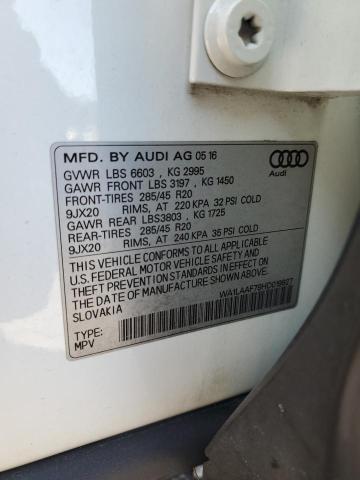 MFD. BY AUDI AG 05 16
Audi
GVWR LBS 6603 , KG 2995
GAWR FRONT LBS 3197 , KG 1450
FRONT-TIRES 285/45 R20
9JX20 RIMS, AT 220 KPA 32 PSI COLD
GAWR REAR LBS3803 , KG 1725
REAR-TIRES 285/45 R20
9JX20 RIMS, AT 240 KPA 35 PSI COLD
THIS VEHICLE CONFORMS TO ALL APPLICABLE
U.S. FEDERAL MOTOR VEHICLE SAFETY AND
THEFT PREVENTION STANDARDS IN EFFECT ON
THE DATE OF MANUFACTURE SHOWN ABOVE
SLOVAKIA
TYPE:
MPV